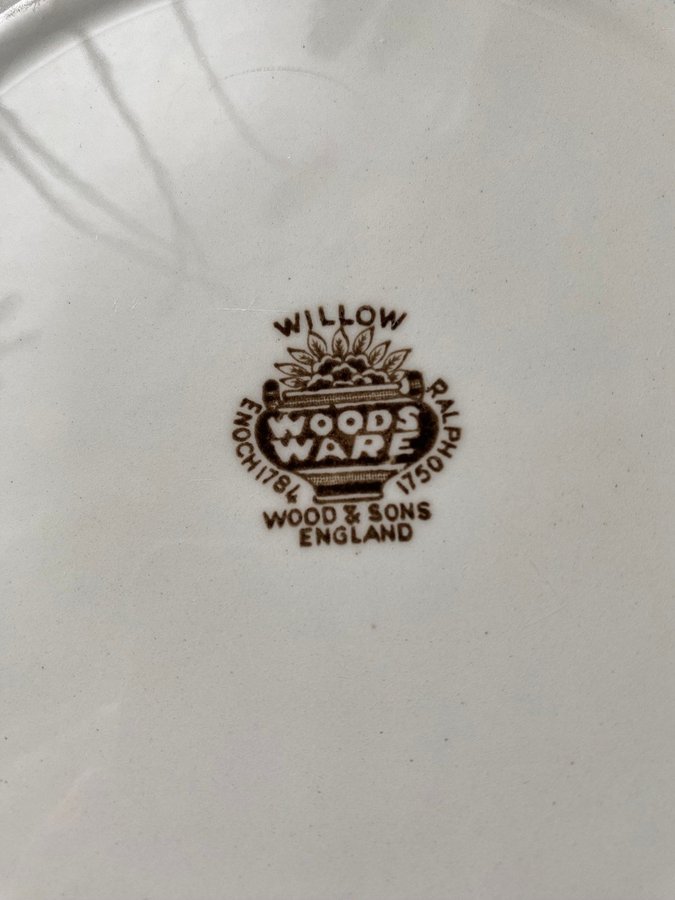 WILLOW
ENOCH 1784
WOODS
WARE
RALPH 1750
WOOD & SONS
ENGLAND